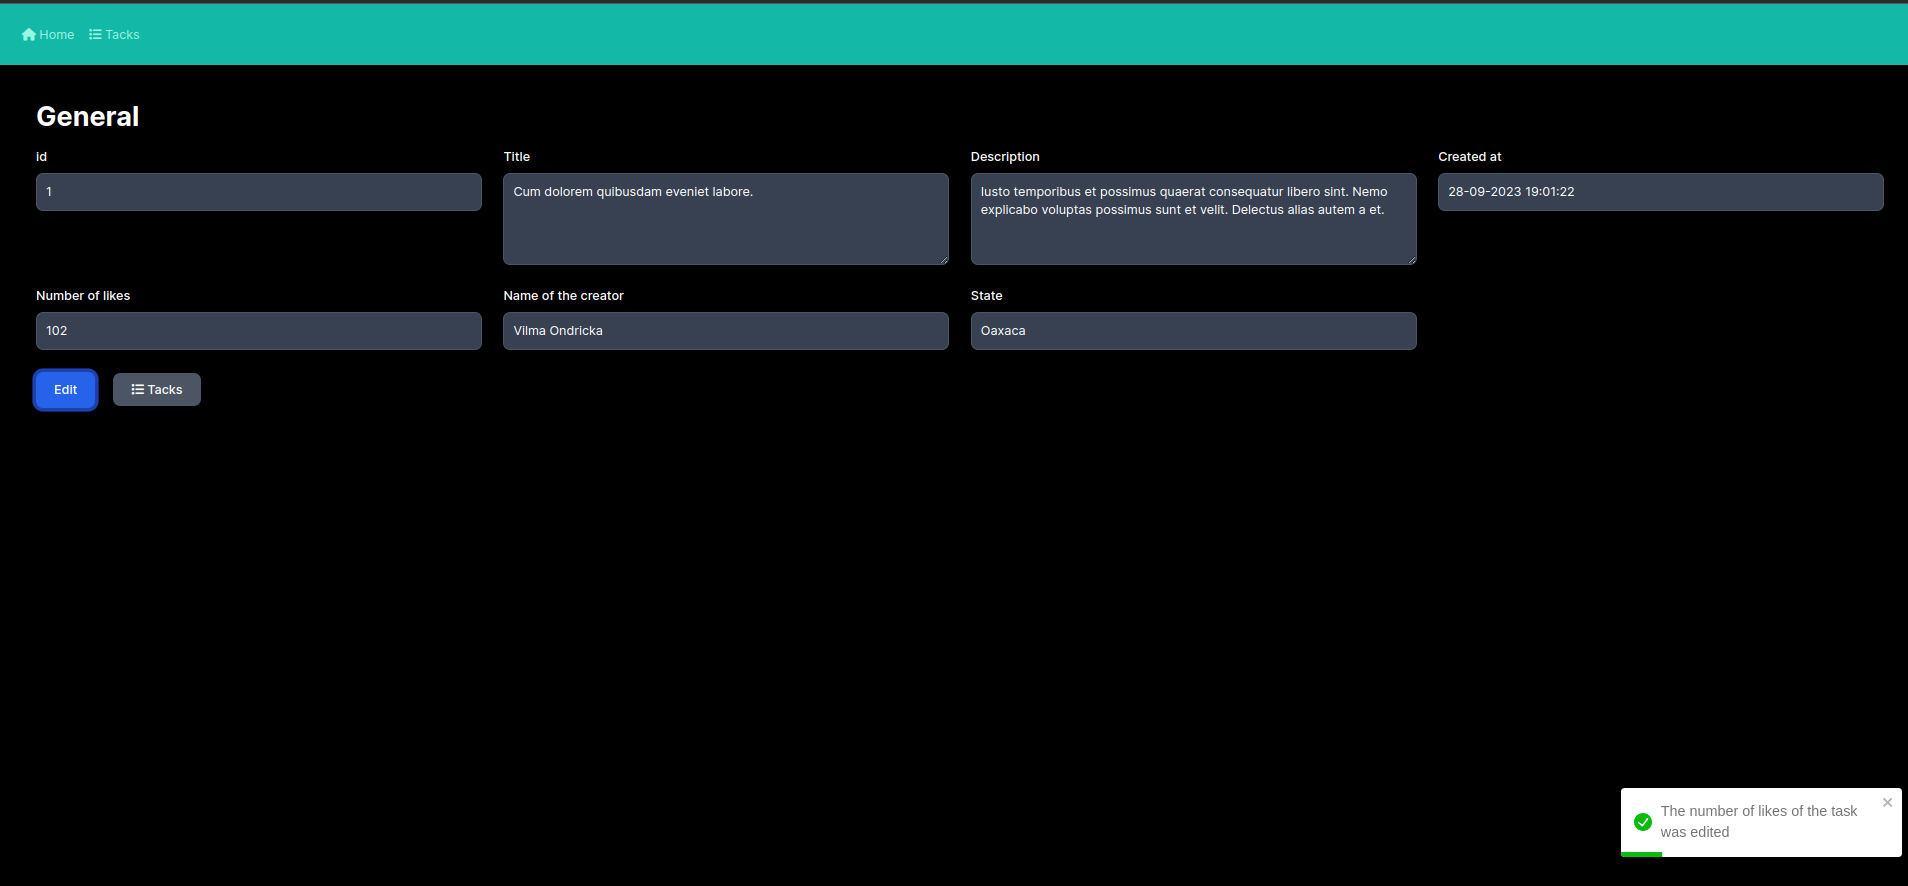 Home Tacks
General
id
Title
Description
Created at
1
Cum dolorem quibusdam eveniet labore.
Iusto temporibus et possimus quaerat consequatur libero sint. Nemo
explicabo voluptas possimus sunt et velit. Delectus alias autem a et.
28-09-2023 19:01:22
Number of likes
Name of the creator
State
102
Vilma Ondricka
Oaxaca
Edit
Tacks
The number of likes of the task
was edited